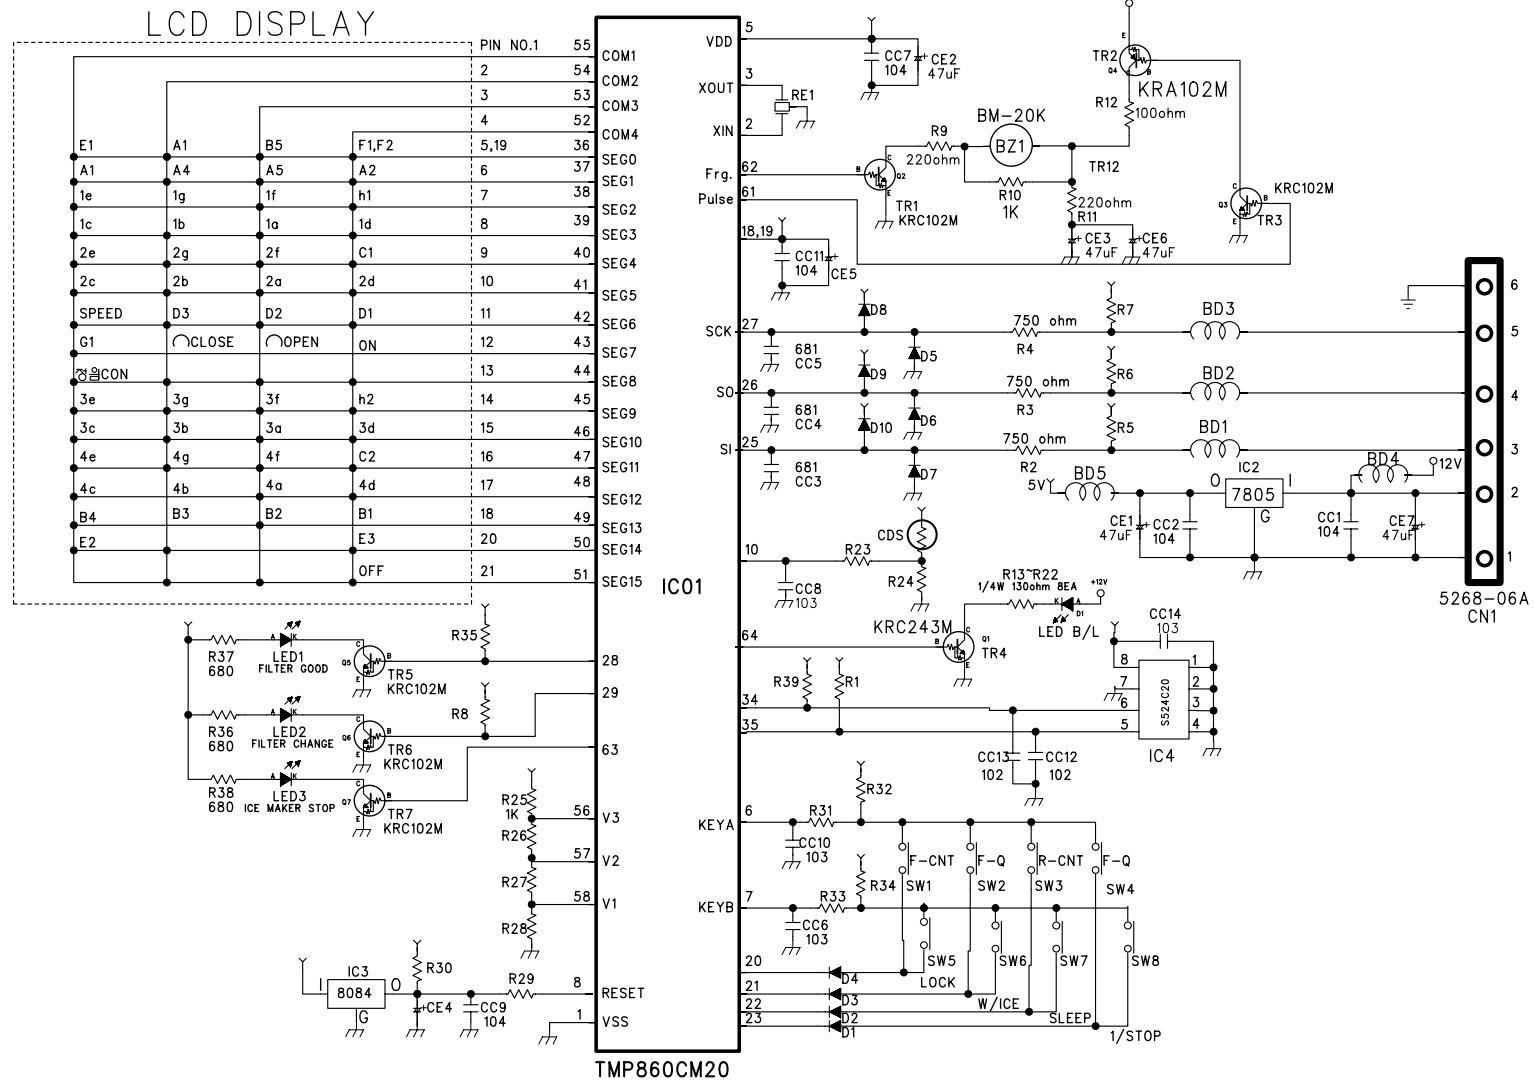 LCD DISPLAY
PIN NO.1 55 COM1
2 54 COM2
3 53 COM3
4 52 COM4
E1 A1 B5 F1,F2 5,19 36 SEG0
A1 A4 A5 A2 6 37 SEG1
1e 1g 1f h1 7 38 SEG2
1c 1b 1a 1d 8 39 SEG3
2e 2g 2f C1 9 40 SEG4
2c 2b 2a 2d 10 41 SEG5
SPEED D3 D2 D1 11 42 SEG6
G1 CLOSE OPEN ON 12 43 SEG7
정음CON 13 44 SEG8
3e 3g 3f h2 14 45 SEG9
3c 3b 3a 3d 15 46 SEG10
4e 4g 4f C2 16 47 SEG11
4c 4b 4a 4d 17 48 SEG12
B4 B3 B2 B1 18 49 SEG13
E2 E3 20 50 SEG14
OFF 21 51 SEG15
IC01
TMP860CM20
5 VDD
3 XOUT
2 XIN
62 Frg.
61 Pulse
18,19
27 SCK
26 SO
25 SI
10
64
34
35
6 KEYA
7 KEYB
20
21
22
23
28
29
63
56 V3
57 V2
58 V1
8 RESET
1 VSS
CC7 104
CE2 47uF
RE1
TR2 Q4 E C B
KRA102M
R12 100ohm
BM-20K
BZ1
R9 220ohm
R10 1K
TR12
220ohm R11
B C E Q2
TR1 KRC102M
KRC102M
C B E Q3 TR3
CE3 47uF
CE6 47uF
CC11 104
CE5
D8
D5
D9
D6
D10
D7
681 CC5
681 CC4
681 CC3
750 ohm R4
750 ohm R3
750 ohm R2
R7
R6
R5
BD3
BD2
BD1
BD4
12V
5V
BD5
IC2
O 7805 I
G
CE1 47uF
CC2 104
CC1 104
CE7 47uF
6
5
4
3
2
1
5268-06A
CN1
CDS
R23
R24
CC8 103
R13~R22
1/4W 130ohm 8EA
+12V
K A D1
LED B/L
KRC243M
B C E Q1
TR4
CC14 103
8 7 6 5
S524C20
1 2 3 4
IC4
R39
R1
CC13 102
CC12 102
R35
R37 680
A K
LED1
FILTER GOOD
C B E Q5
TR5 KRC102M
R8
R36 680
A K
LED2
FILTER CHANGE
C B E Q6
TR6 KRC102M
R38 680
A K
LED3
ICE MAKER STOP
C B E Q7
TR7 KRC102M
R25 1K
R26
R27
R28
IC3
I 8084 O
G
R30
CE4
CC9 104
R29
R31
R32
CC10 103
R33
R34
CC6 103
F-CNT SW1
F-Q SW2
R-CNT SW3
F-Q SW4
SW5 LOCK
SW6 W/ICE
SW7 SLEEP
SW8 1/STOP
D4
D3
D2
D1